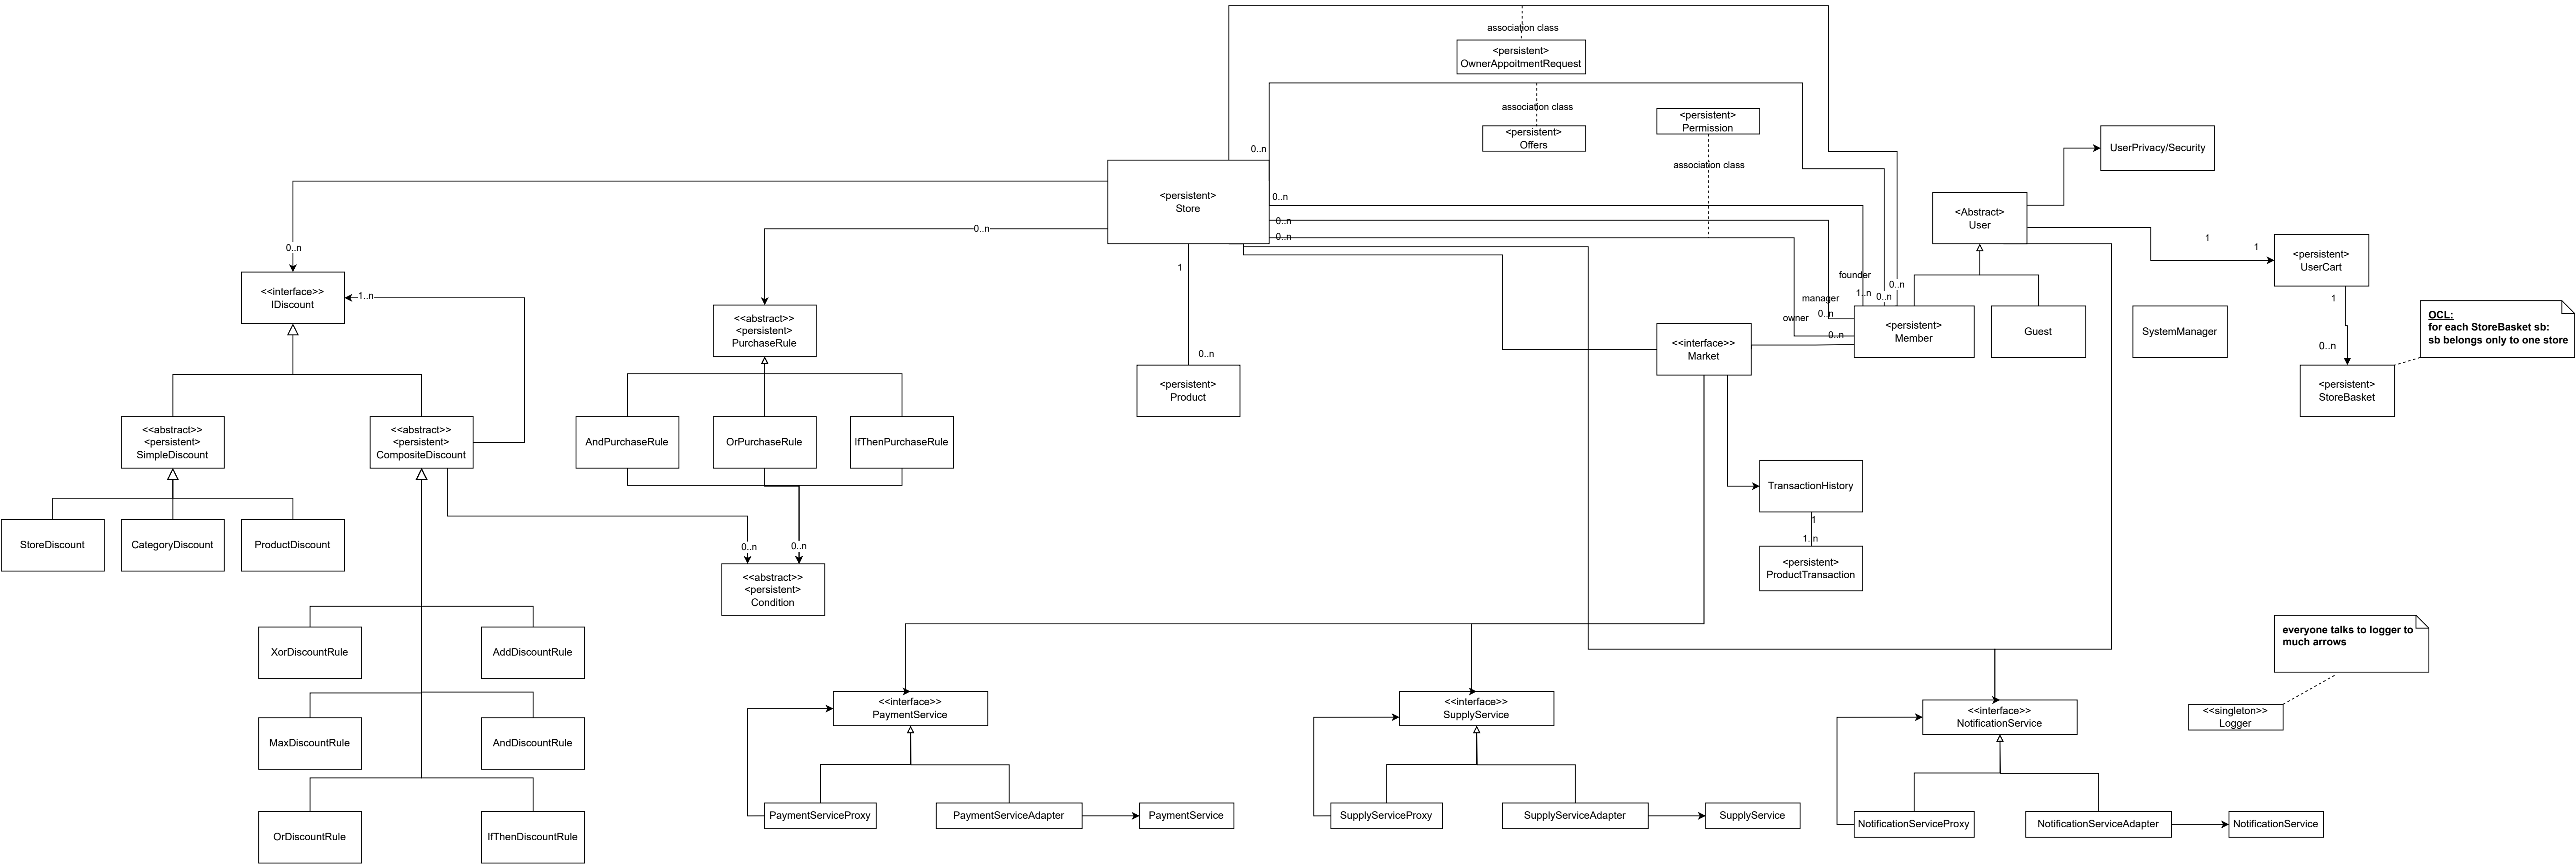 association class
<persistent>
OwnerAppoitmentRequest
association class
<persistent>
Offers
<persistent>
Permission
association class
0..n
<persistent>
Store
0..n
0..n
0..n
0..n
0..n
UserPrivacy/Security
<Abstract>
User
1
1
<persistent>
UserCart
1
0..n
<persistent>
StoreBasket
OCL:
for each StoreBasket sb:
sb belongs only to one store
founder
manager
owner
1..n
0..n
0..n
0..n
0..n
<persistent>
Member
Guest
SystemManager
<<interface>>
Market
<<interface>>
IDiscount
1..n
<<abstract>>
<persistent>
PurchaseRule
1
0..n
<persistent>
Product
<<abstract>>
<persistent>
SimpleDiscount
<<abstract>>
<persistent>
CompositeDiscount
AndPurchaseRule
OrPurchaseRule
IfThenPurchaseRule
StoreDiscount
CategoryDiscount
ProductDiscount
0..n
0..n
<<abstract>>
<persistent>
Condition
TransactionHistory
1
1..n
<persistent>
ProductTransaction
XorDiscountRule
AddDiscountRule
MaxDiscountRule
AndDiscountRule
OrDiscountRule
IfThenDiscountRule
everyone talks to logger to
much arrows
<<singleton>>
Logger
<<interface>>
PaymentService
PaymentServiceProxy
PaymentServiceAdapter
PaymentService
<<interface>>
SupplyService
SupplyServiceProxy
SupplyServiceAdapter
SupplyService
<<interface>>
NotificationService
NotificationServiceProxy
NotificationServiceAdapter
NotificationService